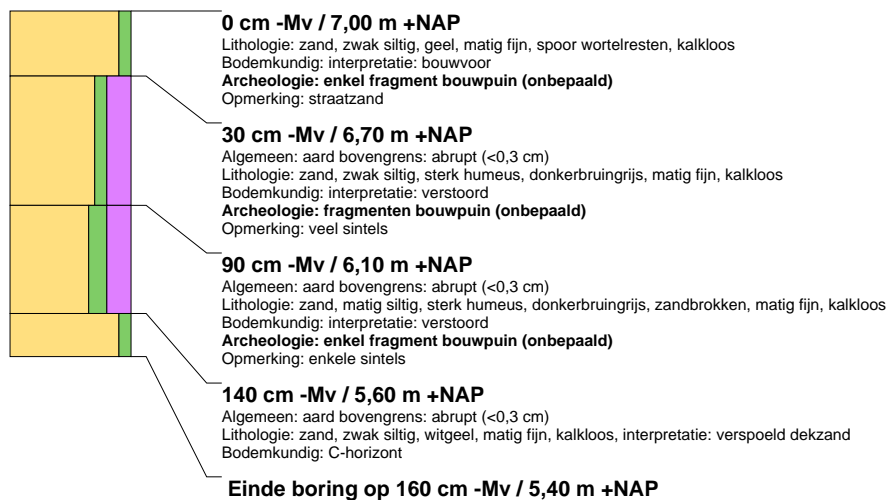 0 cm -Mv / 7,00 m +NAP
Lithologie: zand, zwak siltig, geel, matig fijn, spoor wortelresten, kalkloos
Bodemkundig: interpretatie: bouwvoor
Archeologie: enkel fragment bouwpuin (onbepaald)
Opmerking: straatzand
30 cm -Mv / 6,70 m +NAP
Algemeen: aard bovengrens: abrupt (<0,3 cm)
Lithologie: zand, zwak siltig, sterk humeus, donkerbruingrijs, matig fijn, kalkloos
Bodemkundig: interpretatie: verstoord
Archeologie: fragmenten bouwpuin (onbepaald)
Opmerking: veel sintels
90 cm -Mv / 6,10 m +NAP
Algemeen: aard bovengrens: abrupt (<0,3 cm)
Lithologie: zand, matig siltig, sterk humeus, donkerbruingrijs, zandbrokken, matig fijn, kalkloos
Bodemkundig: interpretatie: verstoord
Archeologie: enkel fragment bouwpuin (onbepaald)
Opmerking: enkele sintels
140 cm -Mv / 5,60 m +NAP
Algemeen: aard bovengrens: abrupt (<0,3 cm)
Lithologie: zand, zwak siltig, witgeel, matig fijn, kalkloos, interpretatie: verspoeld dekzand
Bodemkundig: C-horizont
Einde boring op 160 cm -Mv / 5,40 m +NAP